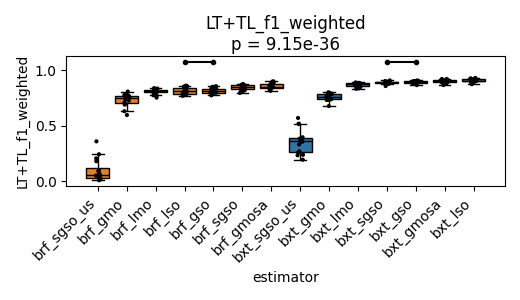 LT+TL_f1_weighted
p = 9.15e-36
LT+TL_f1_weighted
1.0
0.5
0.0
brf_sgso_us
brf_gmo
brf_lmo
brf_lso
brf_gso
brf_sgso
brf_gmosa
bxt_sgso_us
bxt_gmo
bxt_lmo
bxt_sgso
bxt_gso
bxt_gmosa
bxt_lso
estimator